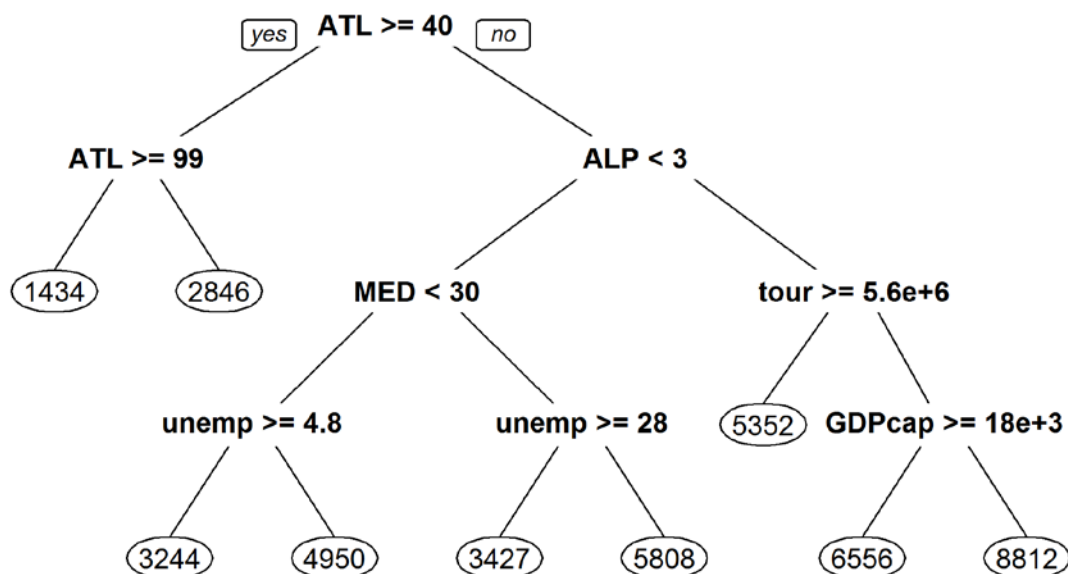 yes ATL >= 40 no
ATL >= 99 ALP < 3
1434 2846 MED < 30 tour >= 5.6e+6
unemp >= 4.8 unemp >= 28 5352 GDPcap >= 18e+3
3244 4950 3427 5808 6556 8812